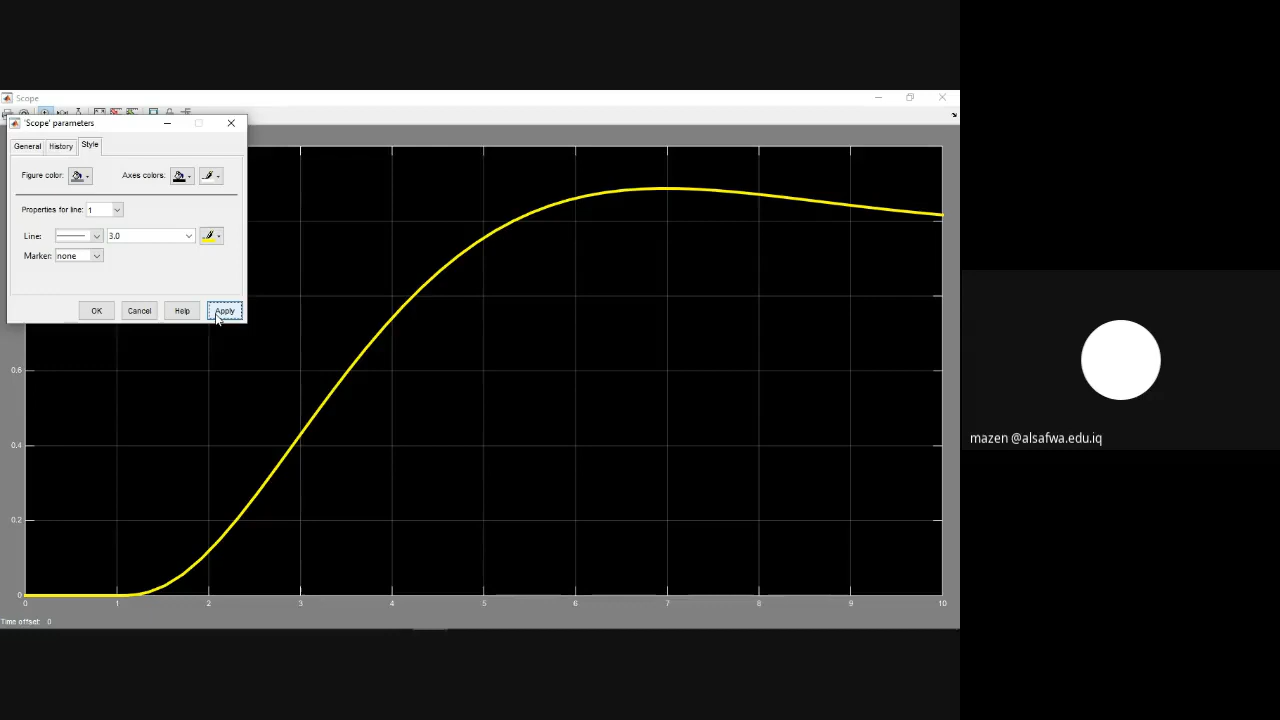 Scope
'Scope' parameters
General History Style
Figure color: Axes colors:
Properties for line: 1
Line: 3.0
Marker: none
OK Cancel Help Apply
0.6
0.4
0.2
0
0 1 2 3 4 5 6 7 8 9 10
Time offset: 0
mazen @alsafwa.edu.iq